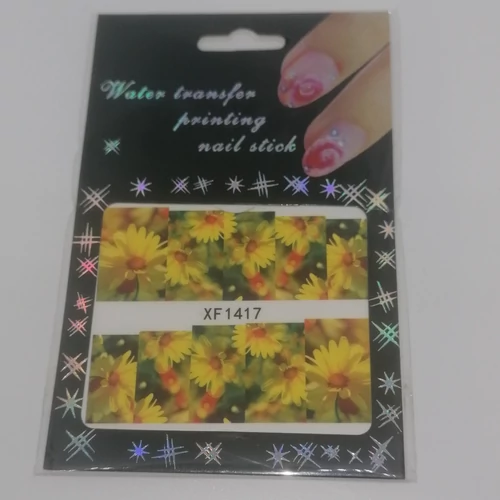 Water transfer
printing
nail stick
XF1417